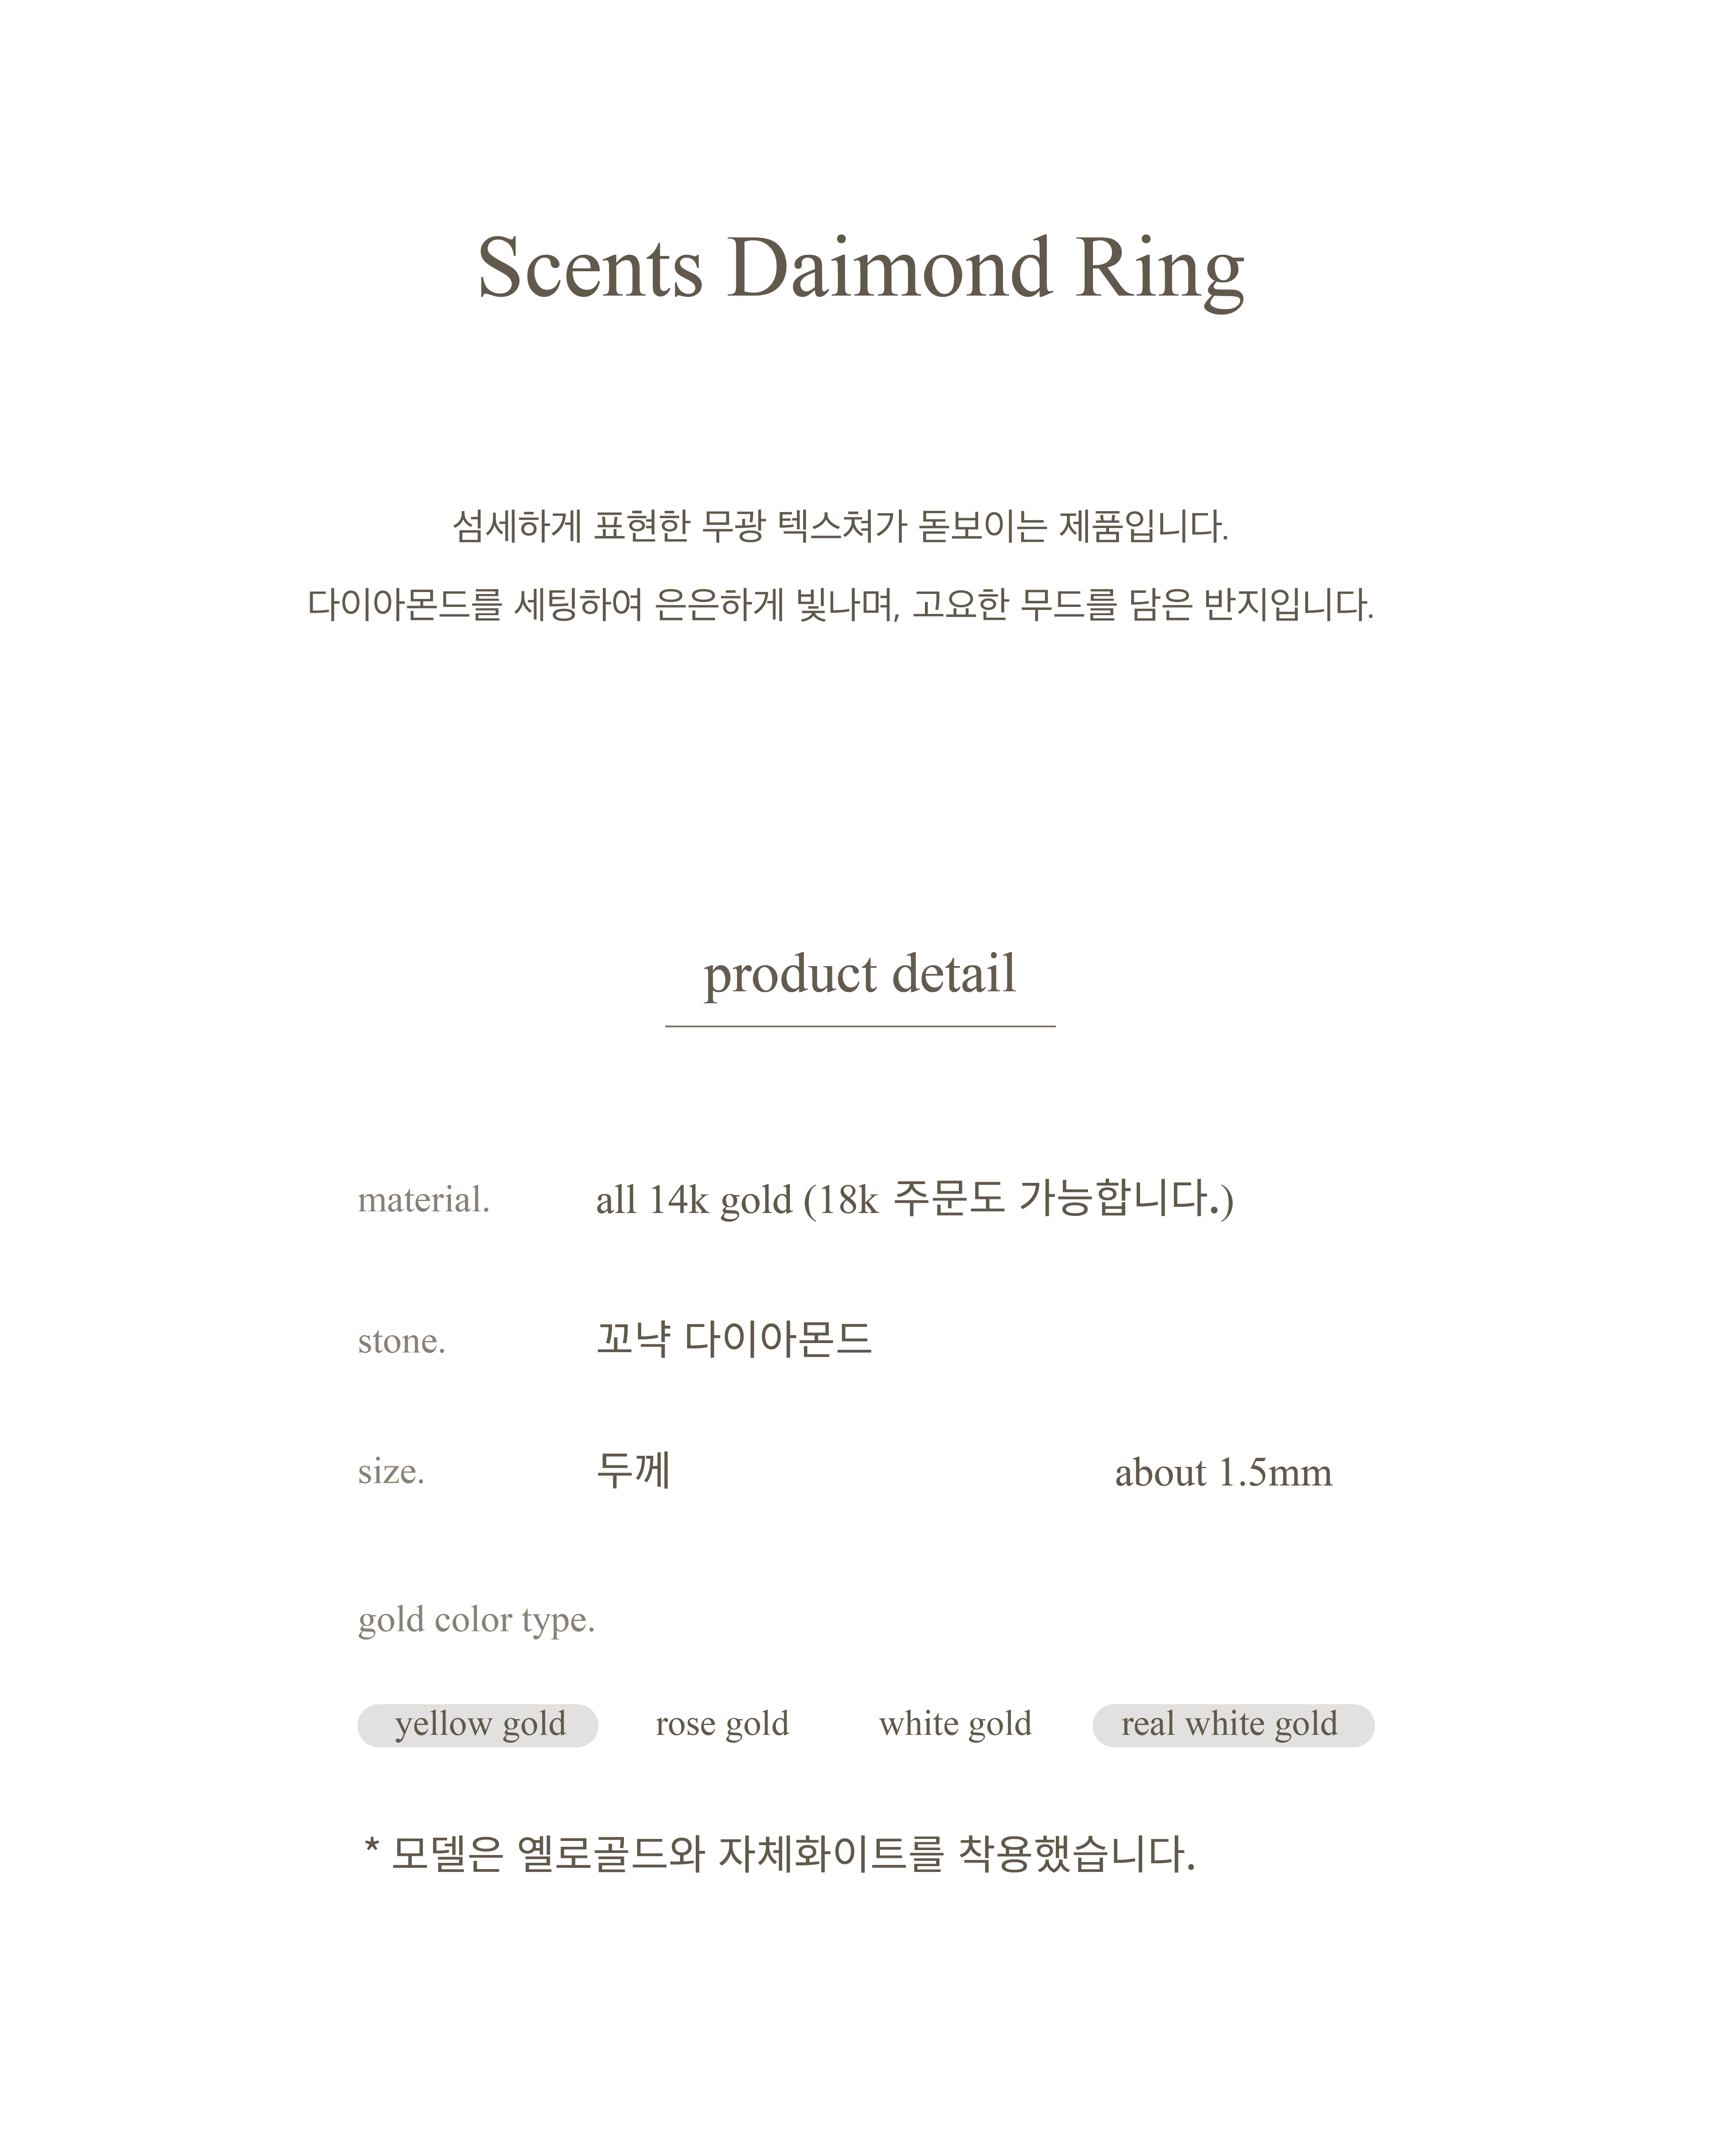 Scents Daimond Ring
섬세하게 표현한 무광 텍스쳐가 돋보이는 제품입니다.
다이아몬드를 세팅하여 은은하게 빛나며, 고요한 무드를 담은 반지입니다.
product detail
material. all 14k gold (18k 주문도 가능합니다.)
stone. 꼬냑 다이아몬드
size. 두께 about 1.5mm
gold color type.
yellow gold rose gold white gold real white gold
* 모델은 옐로골드와 자체화이트를 착용했습니다.